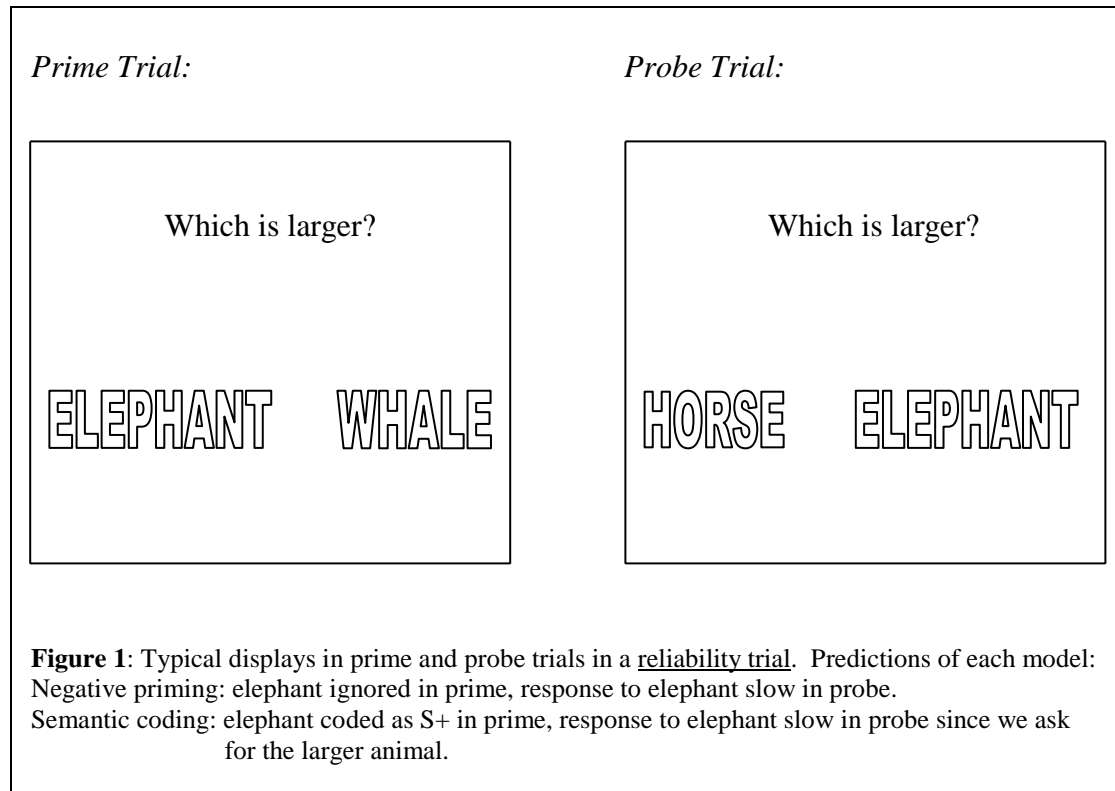 Prime Trial:
Probe Trial:
Which is larger?
ELEPHANT WHALE
Which is larger?
HORSE ELEPHANT
Figure 1: Typical displays in prime and probe trials in a reliability trial. Predictions of each model:
Negative priming: elephant ignored in prime, response to elephant slow in probe.
Semantic coding: elephant coded as S+ in prime, response to elephant slow in probe since we ask
for the larger animal.